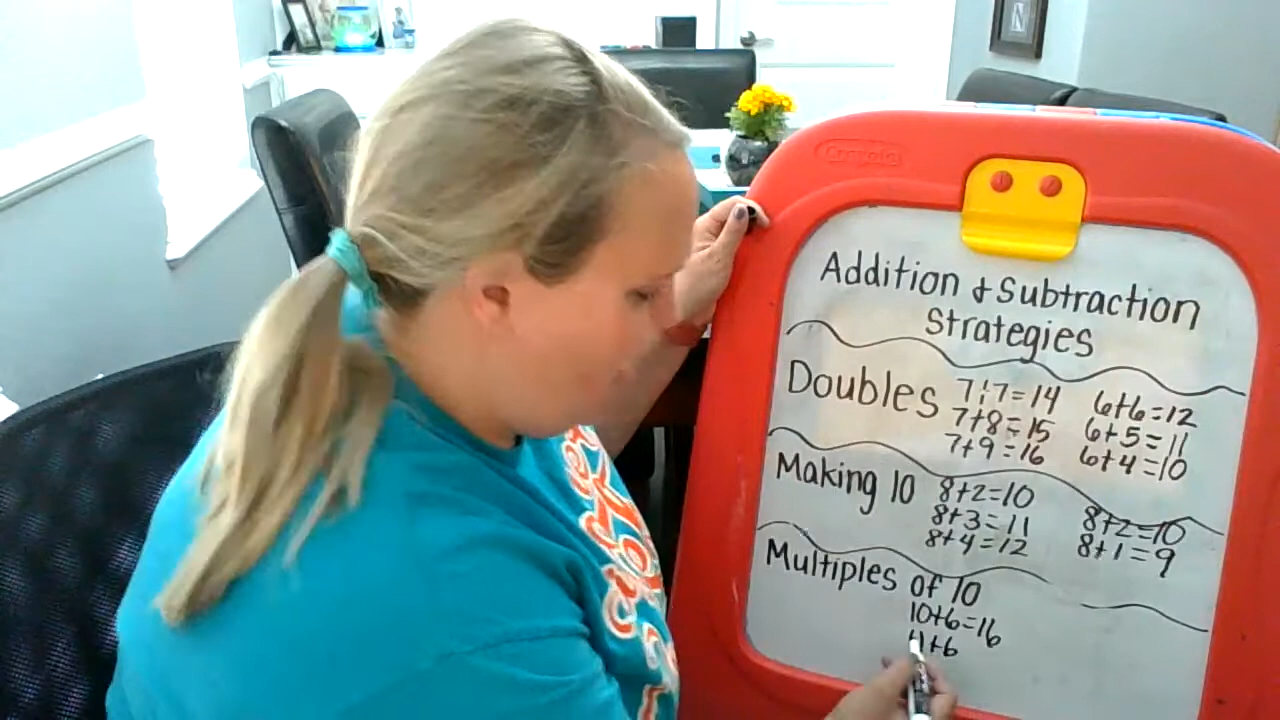 Crayola
N
Addition & Subtraction
Strategies
Doubles 7+7=14 6+6=12
7+8=15 6+5=11
7+9=16 6+4=10
Making 10 8+2=10 8+2=10
8+3=11 8+1=9
8+4=12
Multiples of 10
10+6=16
11+6